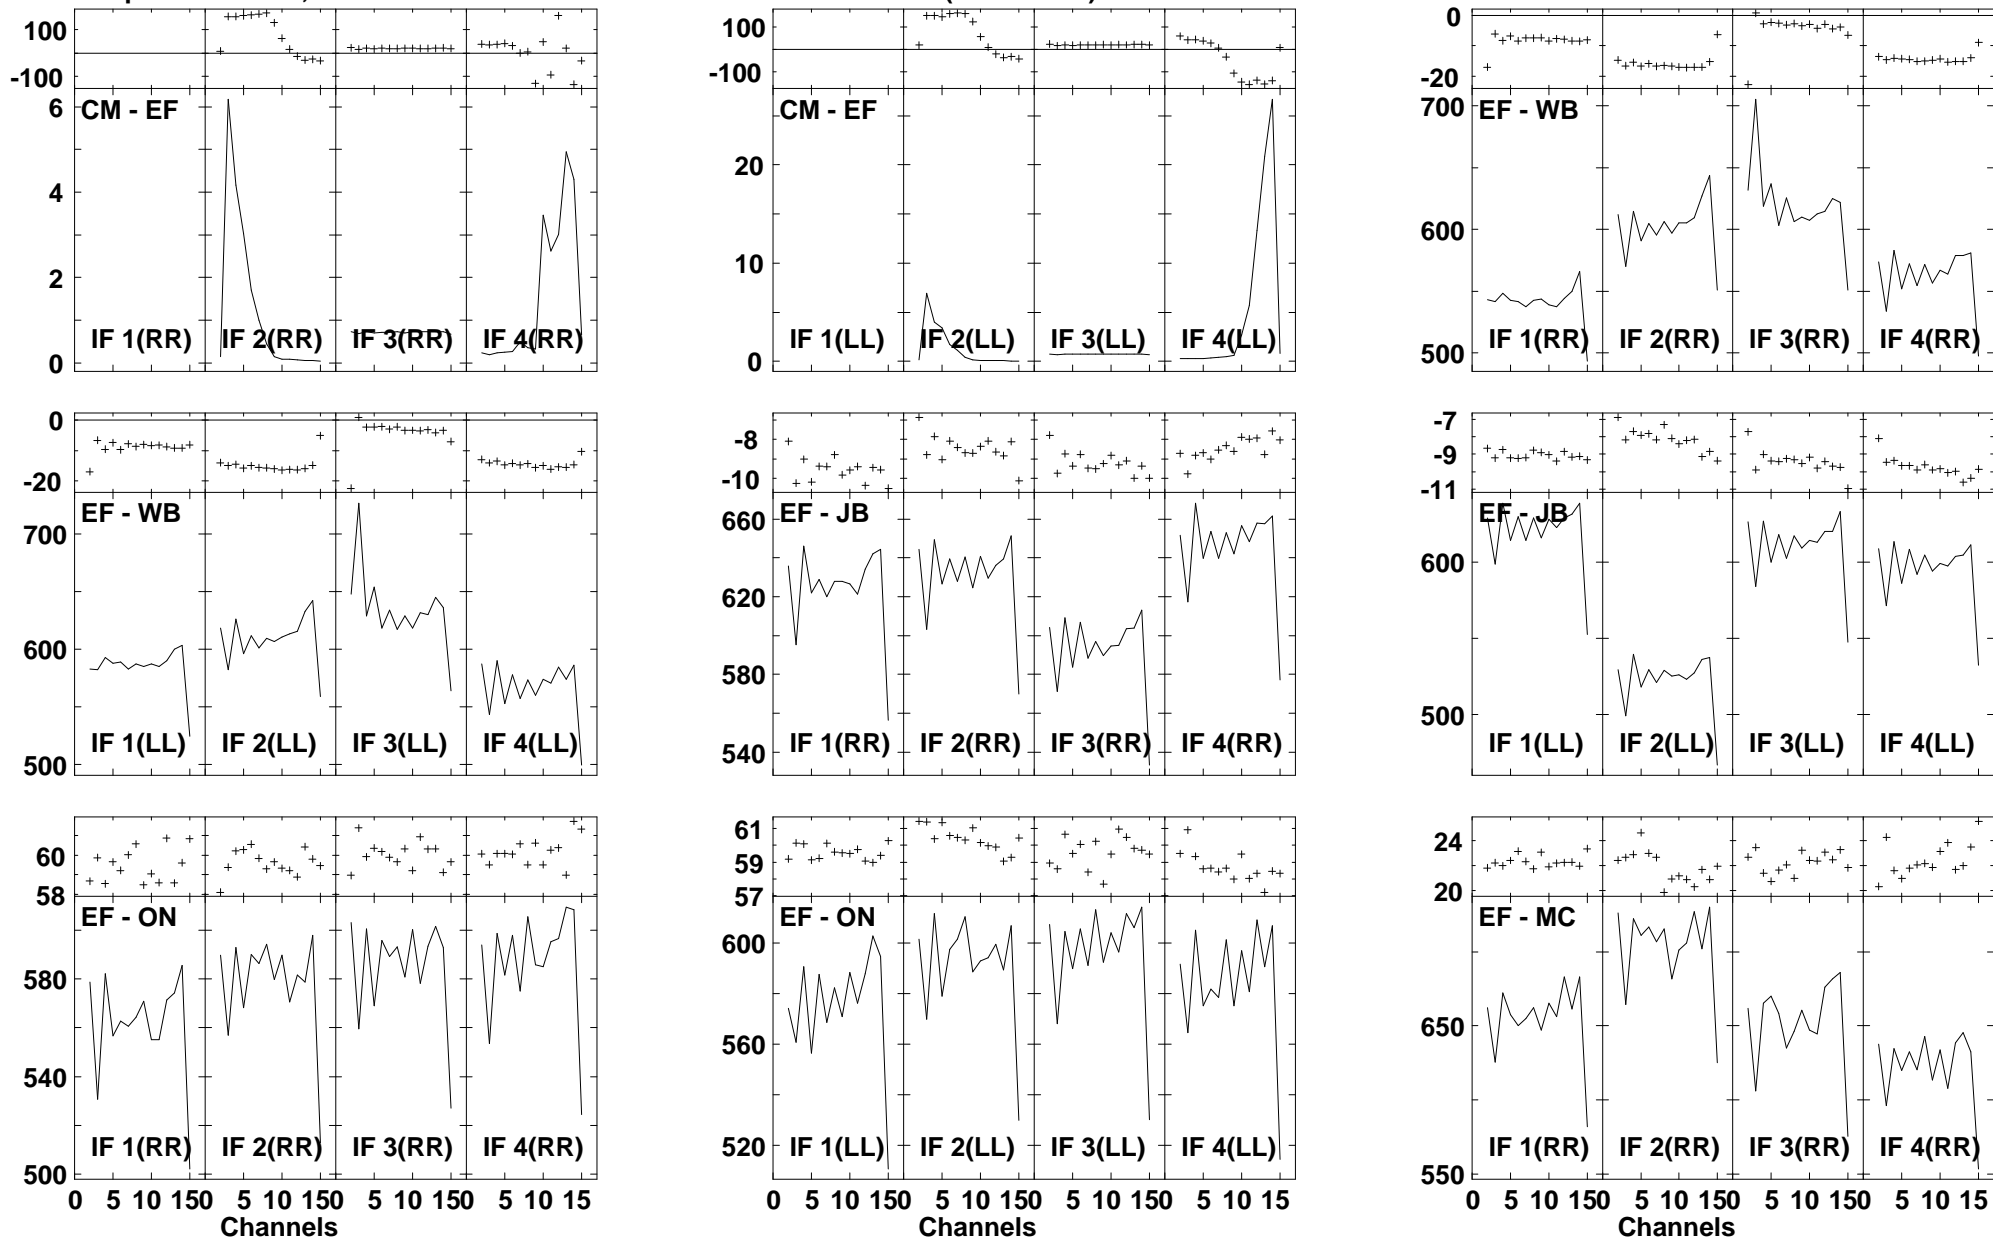 100 100 0
-100 -100 -20
6 CM - EF CM - EF 700 EF - WB
4 20
600
2 10
IF 1(RR) IF 2(RR) IF 3(RR) IF 4(RR) IF 1(LL) IF 2(LL) IF 3(LL) IF 4(LL) IF 1(RR) IF 2(RR) IF 3(RR) IF 4(RR)
0 0 500
0 -8 -7
-20 -10 -9
-11
EF - WB 660 EF - JB EF - JB
700
620 600
600
580
500
IF 1(LL) IF 2(LL) IF 3(LL) IF 4(LL) IF 1(RR) IF 2(RR) IF 3(RR) IF 4(RR) IF 1(LL) IF 2(LL) IF 3(LL) IF 4(LL)
500 540
60 61 24
58 59 20
57
EF - ON EF - ON EF - MC
580 600
650
540 560
IF 1(RR) IF 2(RR) IF 3(RR) IF 4(RR) 520 IF 1(LL) IF 2(LL) IF 3(LL) IF 4(LL) IF 1(RR) IF 2(RR) IF 3(RR) IF 4(RR)
500 550
0 5 10 150 5 10 150 5 10 150 5 10 15 0 5 10 150 5 10 150 5 10 150 5 10 15 0 5 10 150 5 10 150 5 10 150 5 10 15
Channels Channels Channels